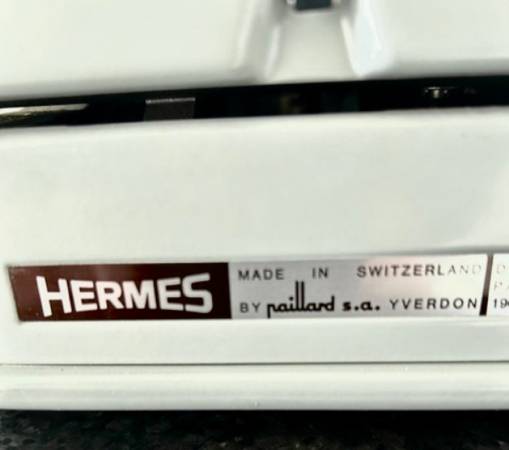 HERMES
MADE IN SWITZERLAND
BY paillard s.a. YVERDON